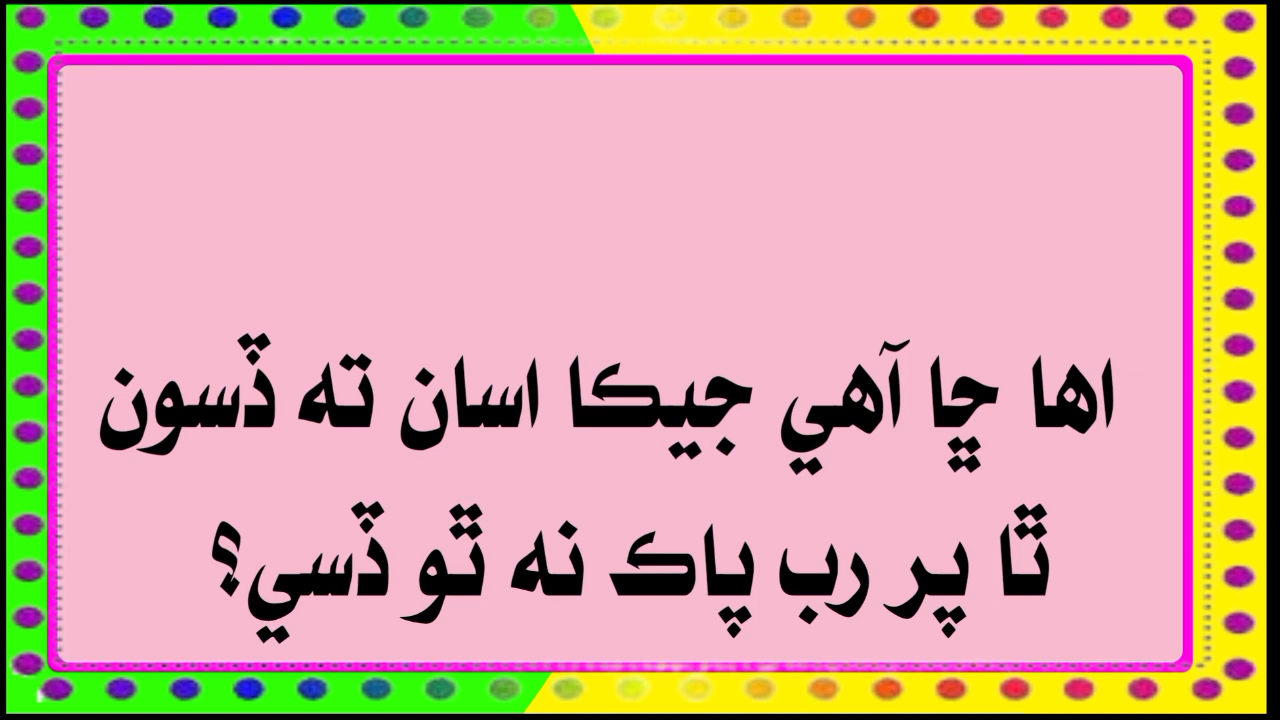 اها ڇا آهي جيڪا اسان ته ڏسون
ٿا پر رب پاڪ نه ٿو ڏسي؟